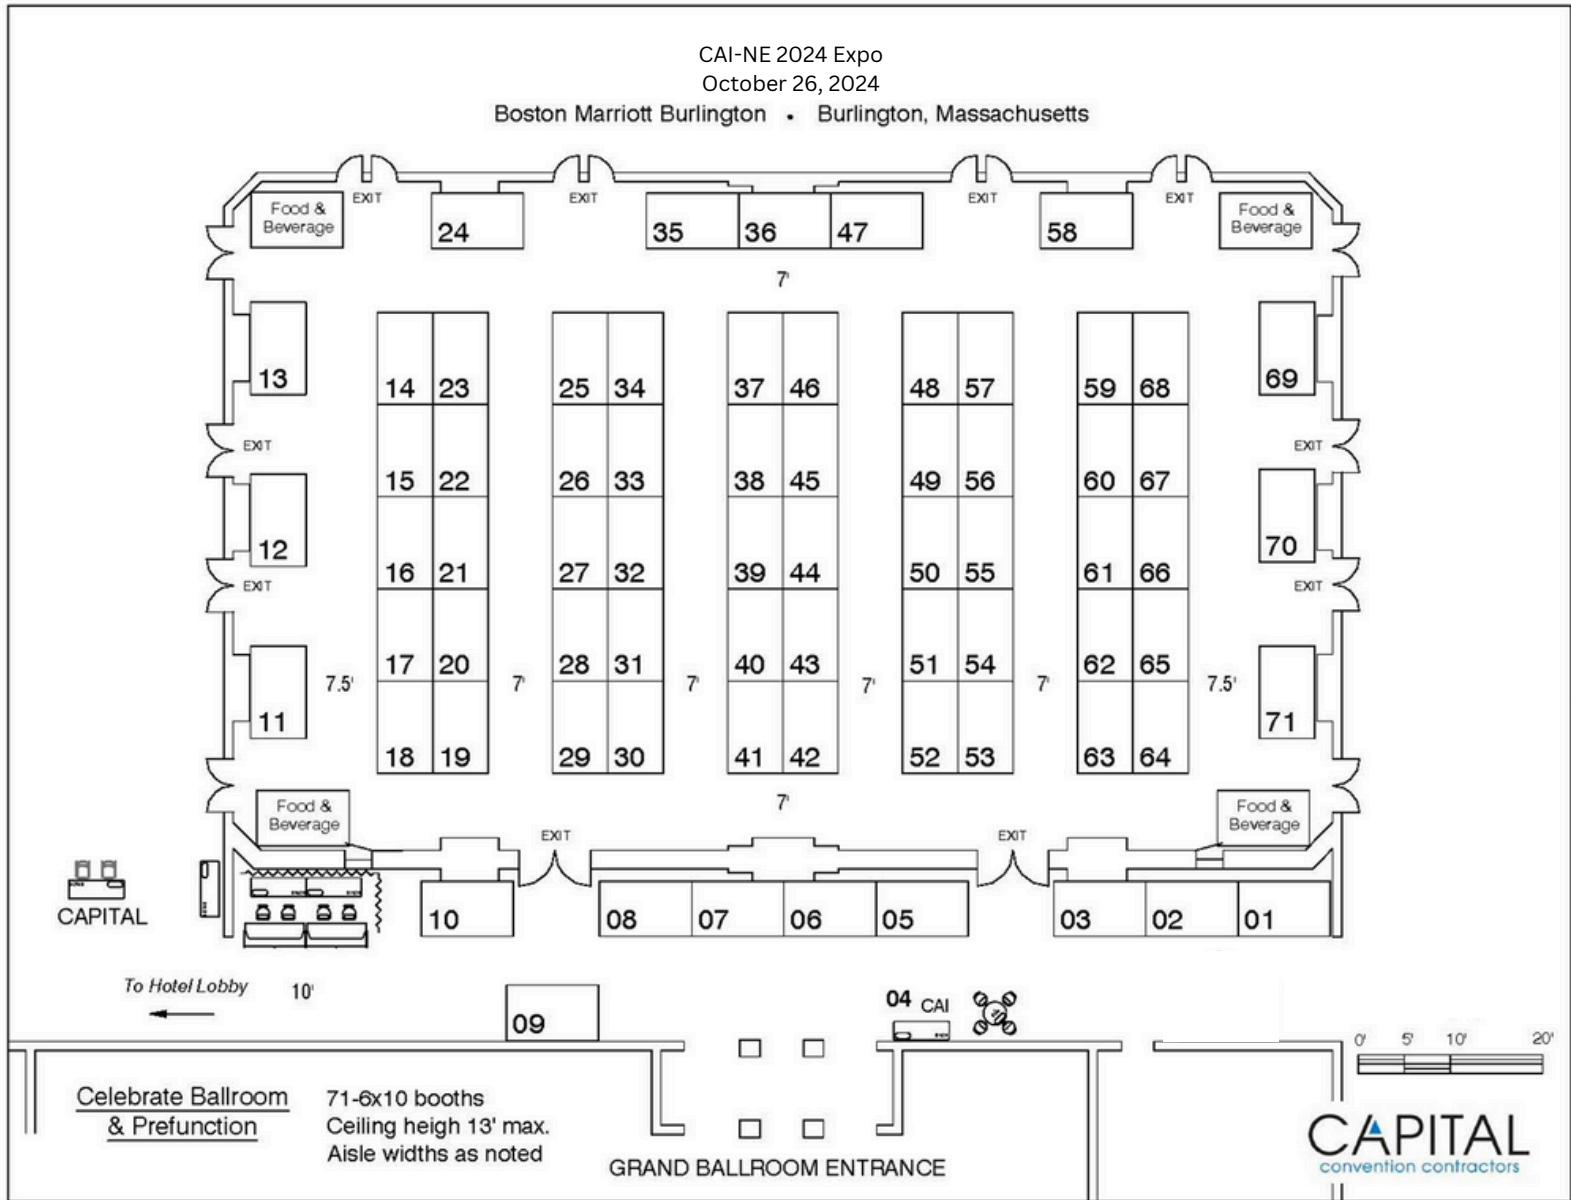 CAI-NE 2024 Expo
October 26, 2024
Boston Marriott Burlington • Burlington, Massachusetts
EXIT EXIT EXIT EXIT
Food &
Beverage
Food &
Beverage
24 35 36 47 58
7'
13 14 23 25 34 37 46 48 57 59 68 69
EXIT EXIT
15 22 26 33 38 45 49 56 60 67
12 70
16 21 27 32 39 44 50 55 61 66
EXIT EXIT
17 20 28 31 40 43 51 54 62 65
7.5' 7' 7' 7' 7' 7.5'
11 71
18 19 29 30 41 42 52 53 63 64
7'
Food &
Beverage
Food &
Beverage
EXIT EXIT
CAPITAL
10 08 07 06 05 03 02 01
To Hotel Lobby
10'
09
04 CAI
0' 5' 10' 20'
Celebrate Ballroom
& Prefunction
71-6x10 booths
Ceiling heigh 13' max.
Aisle widths as noted
GRAND BALLROOM ENTRANCE
CAPITAL
convention contractors